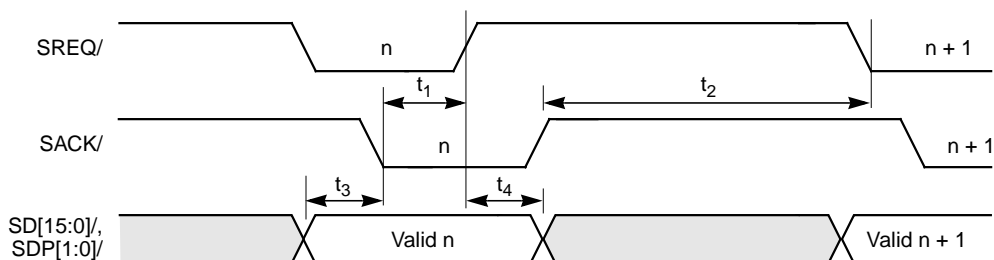 SREQ/
n
n + 1
t1
t2
SACK/
n
n + 1
t3
t4
SD[15:0]/,
SDP[1:0]/
Valid n
Valid n + 1